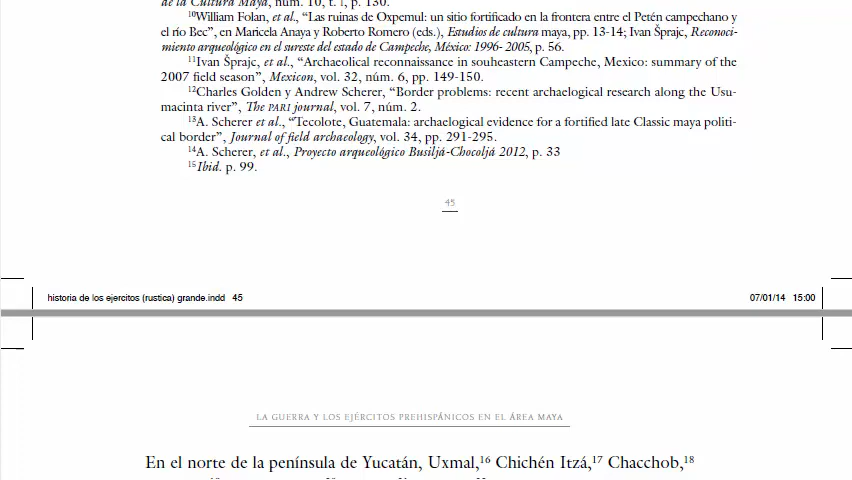 de la Cultura Maya, núm. 10, t. I, p. 130.
¹⁰William Folan, et al., “Las ruinas de Oxpemul: un sitio fortificado en la frontera entre el Petén campechano y
el río Bec”, en Maricela Anaya y Roberto Romero (eds.), Estudios de cultura maya, pp. 13-14; Ivan Šprajc, Reconoci-
miento arqueológico en el sureste del estado de Campeche, México: 1996- 2005, p. 56.
¹¹Ivan Šprajc, et al., “Archaeolical reconnaissance in souheastern Campeche, Mexico: summary of the
2007 field season”, Mexicon, vol. 32, núm. 6, pp. 149-150.
¹²Charles Golden y Andrew Scherer, “Border problems: recent archaelogical research along the Usu-
macinta river”, The PARI journal, vol. 7, núm. 2.
¹³A. Scherer et al., “Tecolote, Guatemala: archaelogical evidence for a fortified late Classic maya politi-
cal border”, Journal of field archaeology, vol. 34, pp. 291-295.
¹⁴A. Scherer, et al., Proyecto arqueológico Busiljá-Chocoljá 2012, p. 33
¹⁵Ibid. p. 99.
45
historia de los ejercitos (rustica) grande.indd 45 07/01/14 15:00
LA GUERRA Y LOS EJÉRCITOS PREHISPÁNICOS EN EL ÁREA MAYA
En el norte de la península de Yucatán, Uxmal,¹⁶ Chichén Itzá,¹⁷ Chacchob,¹⁸